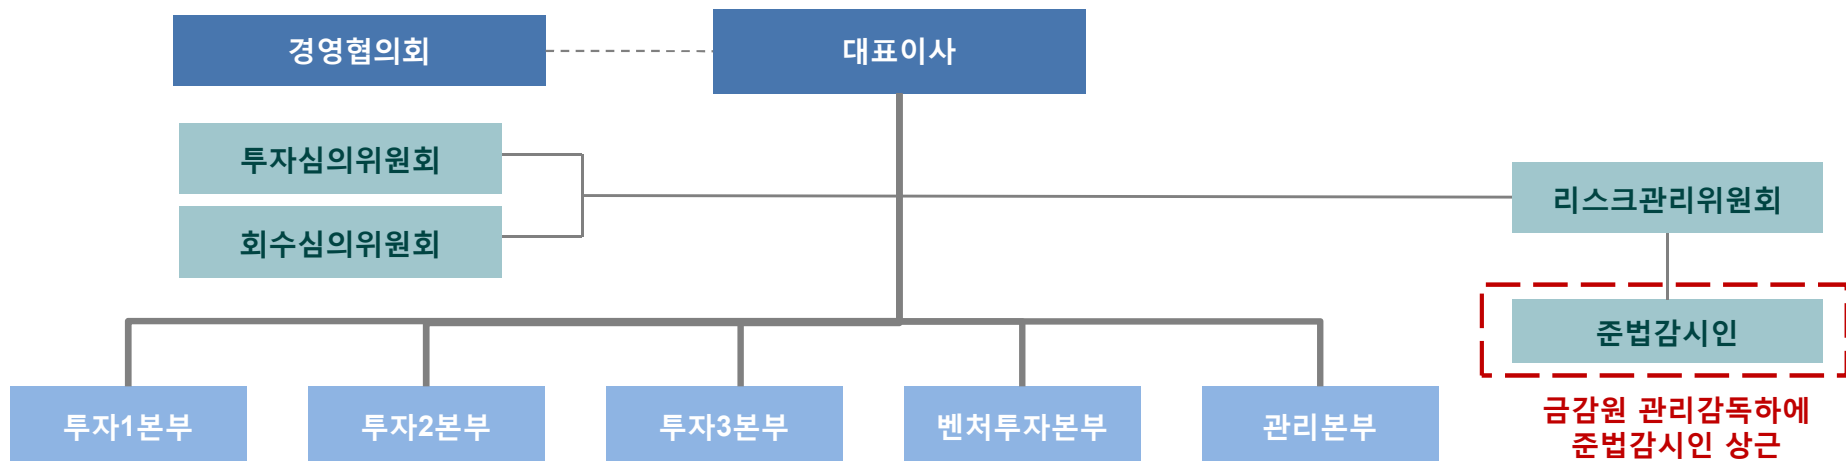 경영협의회
대표이사
투자심의위원회
회수심의위원회
리스크관리위원회
준법감시인
투자1본부
투자2본부
투자3본부
벤처투자본부
관리본부
금감원 관리감독하에
준법감시인 상근